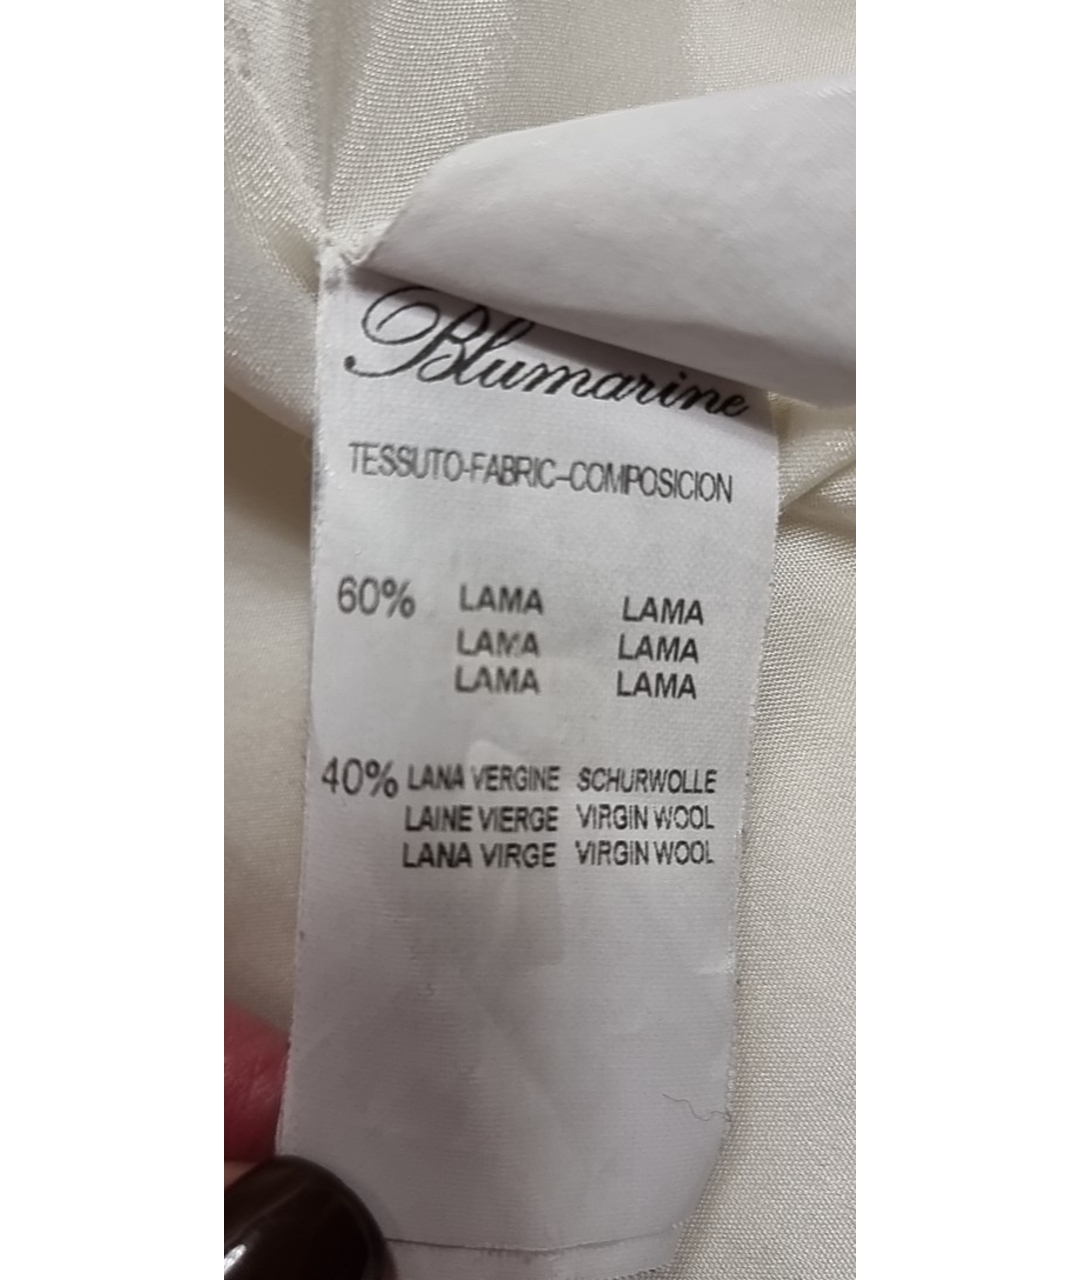 Blumarine
TESSUTO-FABRIC-COMPOSICION
60% LAMA LAMA
LAMA LAMA
LAMA LAMA
40% LANA VERGINE SCHURWOLLE
LAINE VIERGE VIRGIN WOOL
LANA VIRGE VIRGIN WOOL